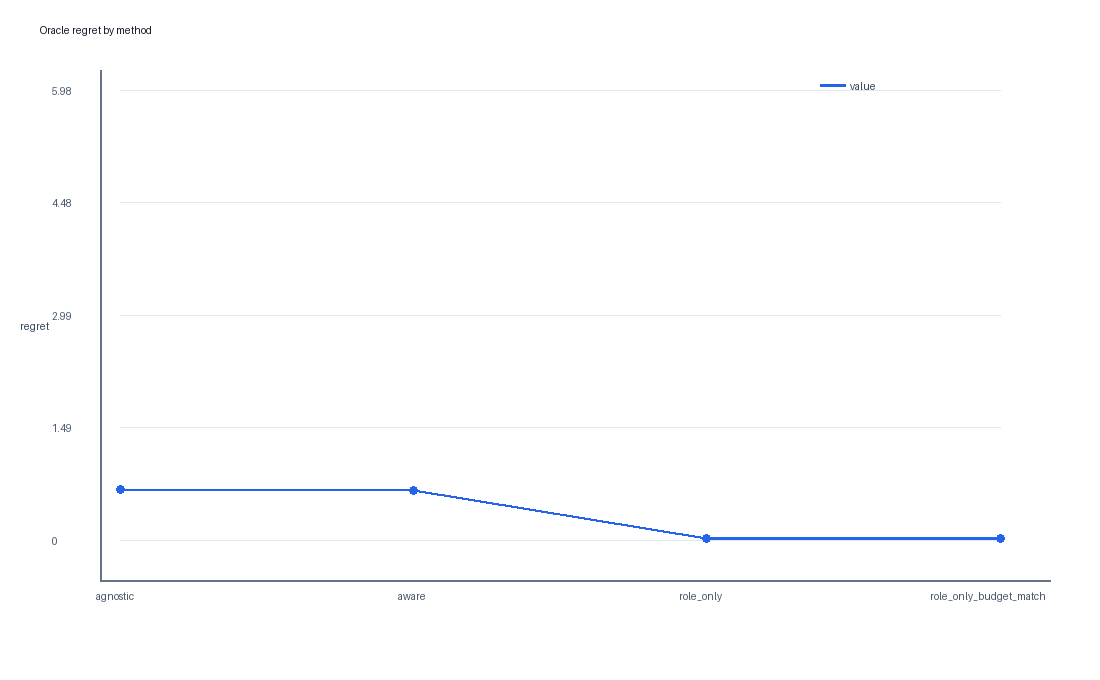 Oracle regret by method
value
5.98
4.48
2.99
regret
1.49
0
agnostic
aware
role_only
role_only_budget_match